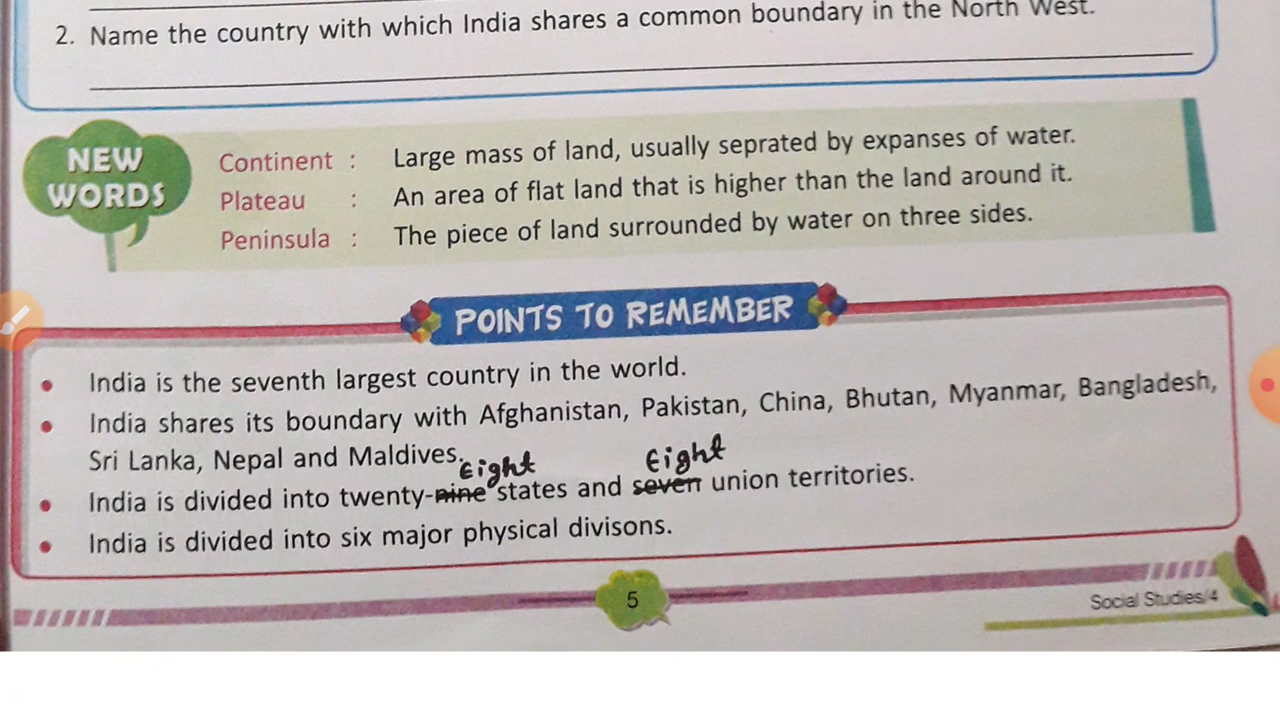 2. Name the country with which India shares a common boundary in the North West.
NEW
WORDS
Continent : Large mass of land, usually seprated by expanses of water.
Plateau : An area of flat land that is higher than the land around it.
Peninsula : The piece of land surrounded by water on three sides.
POINTS TO REMEMBER
• India is the seventh largest country in the world.
• India shares its boundary with Afghanistan, Pakistan, China, Bhutan, Myanmar, Bangladesh,
Sri Lanka, Nepal and Maldives.
Eight Eight
• India is divided into twenty-nine states and seven union territories.
• India is divided into six major physical divisons.
5
Social Studies/4